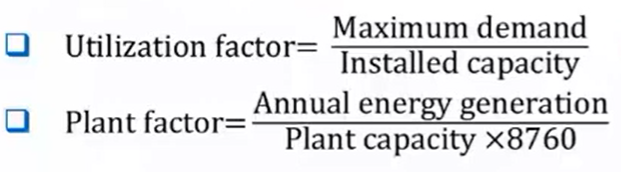 Utilization factor= Maximum demand / Installed capacity
Plant factor= Annual energy generation / Plant capacity ×8760